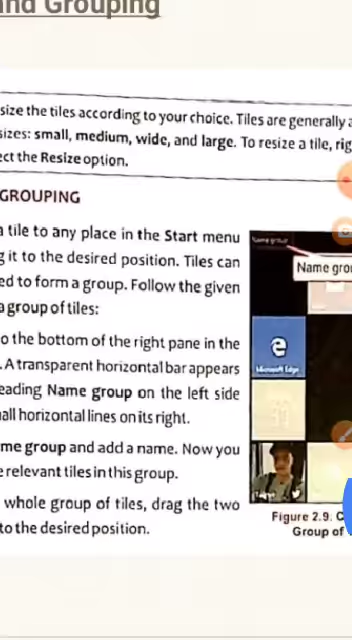 and Grouping
size the tiles according to your choice. Tiles are generally a
sizes: small, medium, wide, and large. To resize a tile, rig
ect the Resize option.
GROUPING
a tile to any place in the Start menu
g it to the desired position. Tiles can
ed to form a group. Follow the given
a group of tiles:
o the bottom of the right pane in the
. A transparent horizontal bar appears
eading Name group on the left side
all horizontal lines on its right.
me group and add a name. Now you
e relevant tiles in this group.
whole group of tiles, drag the two
to the desired position.
Name group
Name grou
Microsoft Edge
Figure 2.9: C
Group of